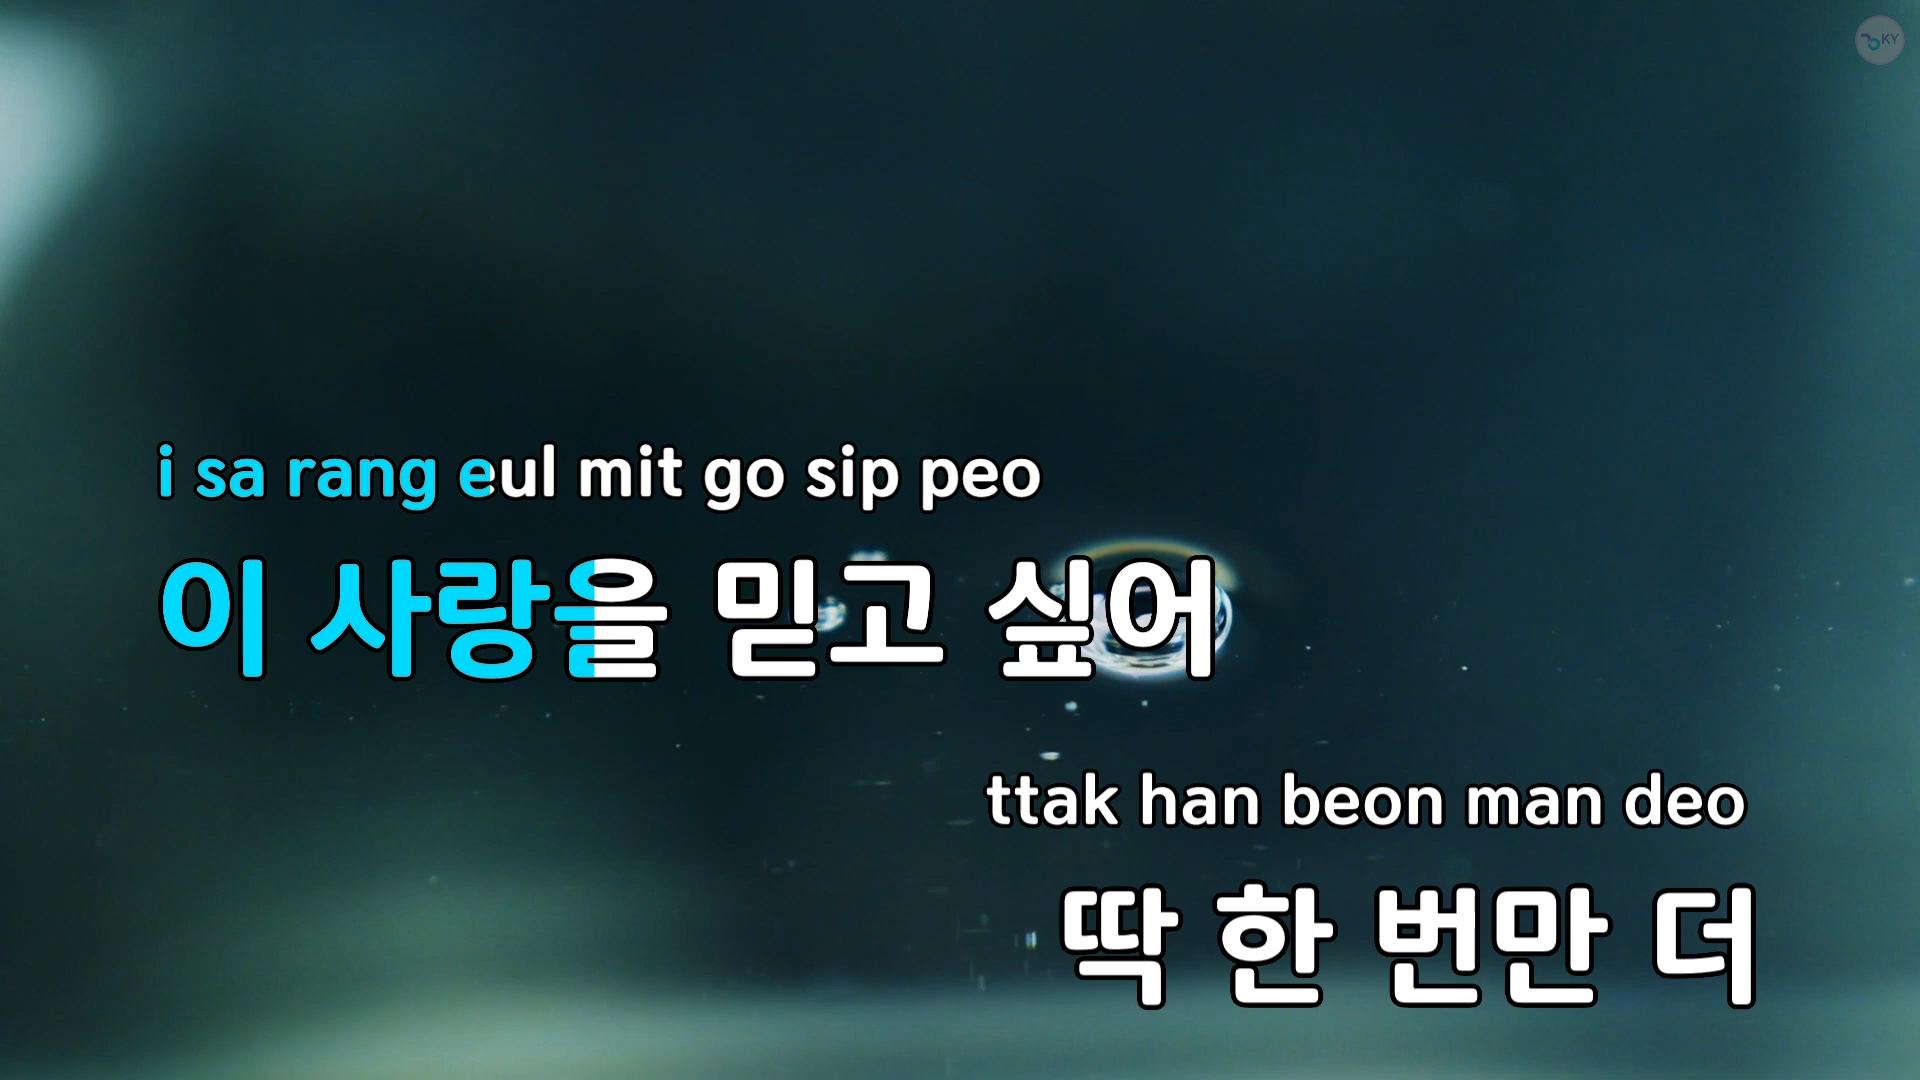 KY
i sa rang eul mit go sip peo
이 사랑을 믿고 싶어
ttak han beon man deo
딱 한 번만 더